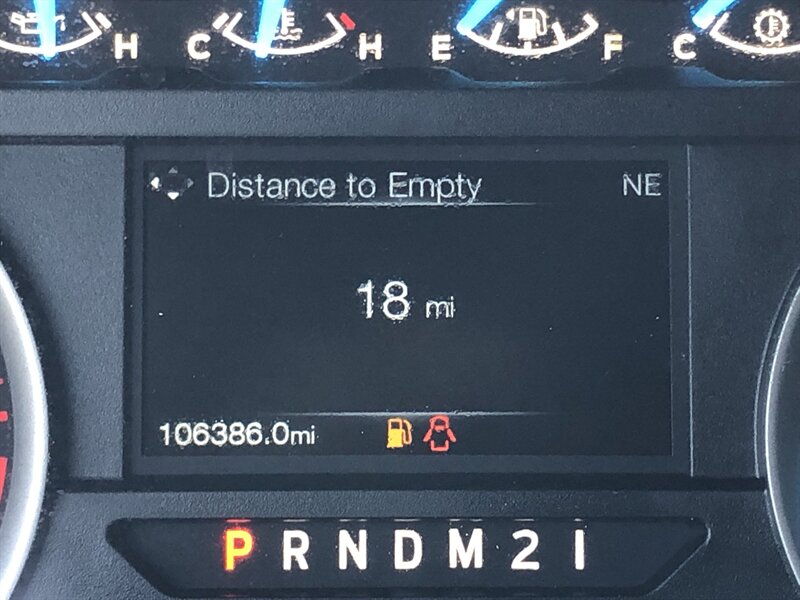 H C H E F C
Distance to Empty NE
18 mi
106386.0mi
P R N D M 2 1